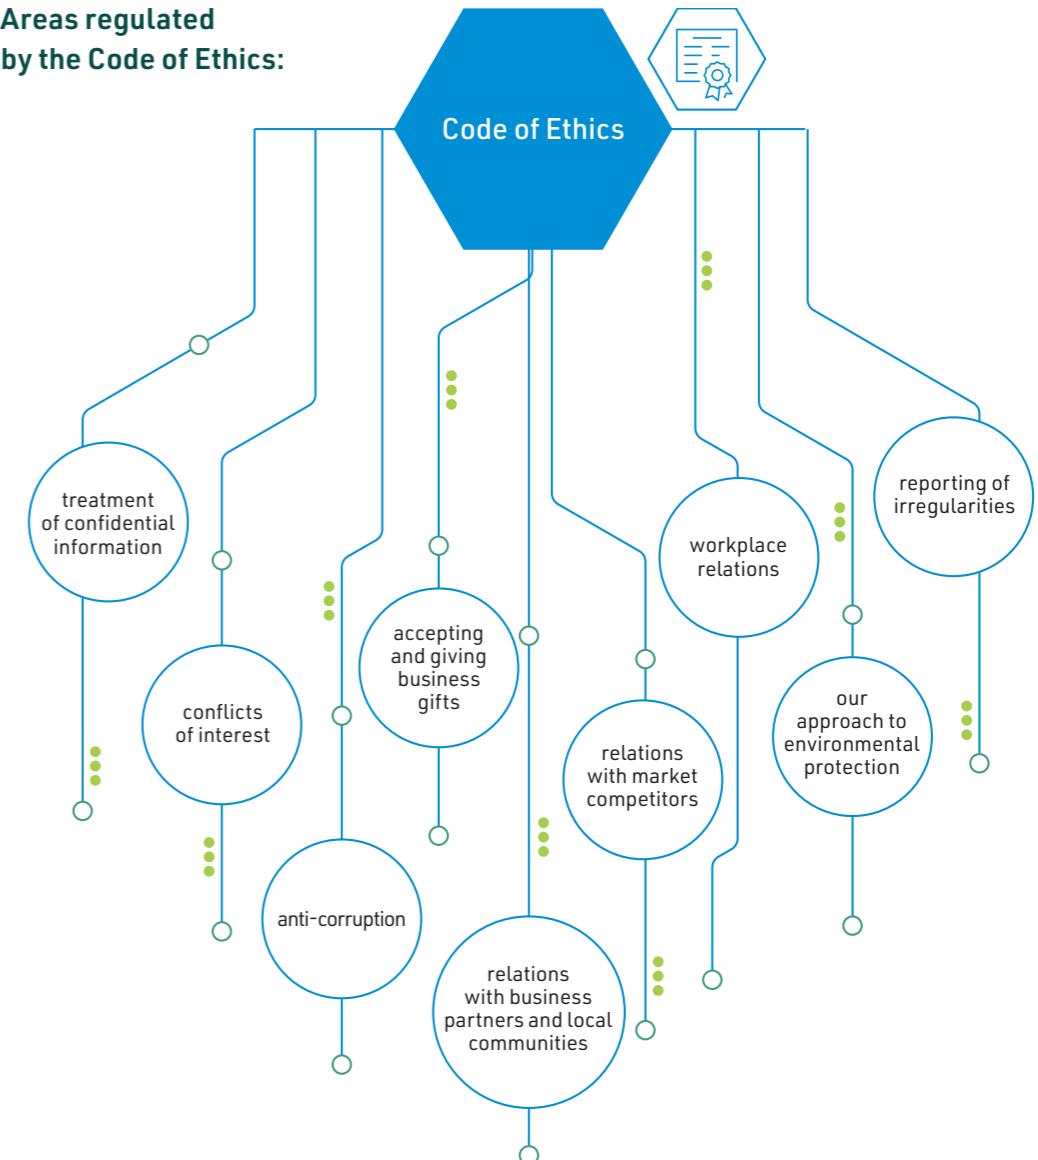 Areas regulated
by the Code of Ethics:
Code of Ethics
treatment
of confidential
information
conflicts
of interest
anti-corruption
accepting
and giving
business
gifts
relations
with business
partners and local
communities
relations
with market
competitors
workplace
relations
our
approach to
environmental
protection
reporting of
irregularities